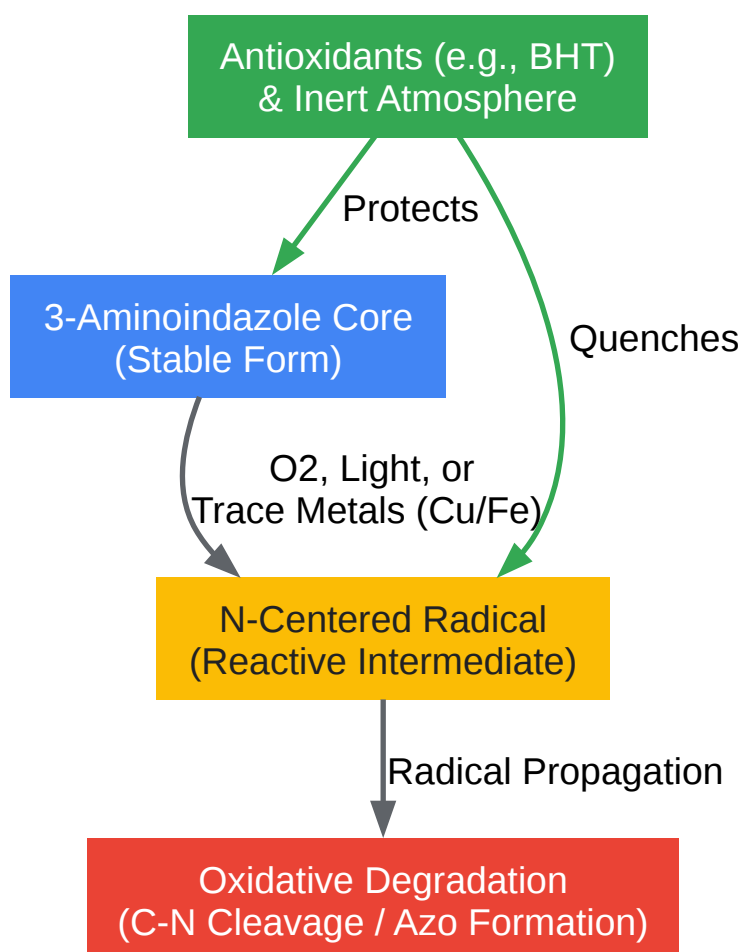 Antioxidants (e.g., BHT)
& Inert Atmosphere
Protects
3-Aminoindazole Core
(Stable Form)
Quenches
O2, Light, or
Trace Metals (Cu/Fe)
N-Centered Radical
(Reactive Intermediate)
Radical Propagation
Oxidative Degradation
(C-N Cleavage / Azo Formation)